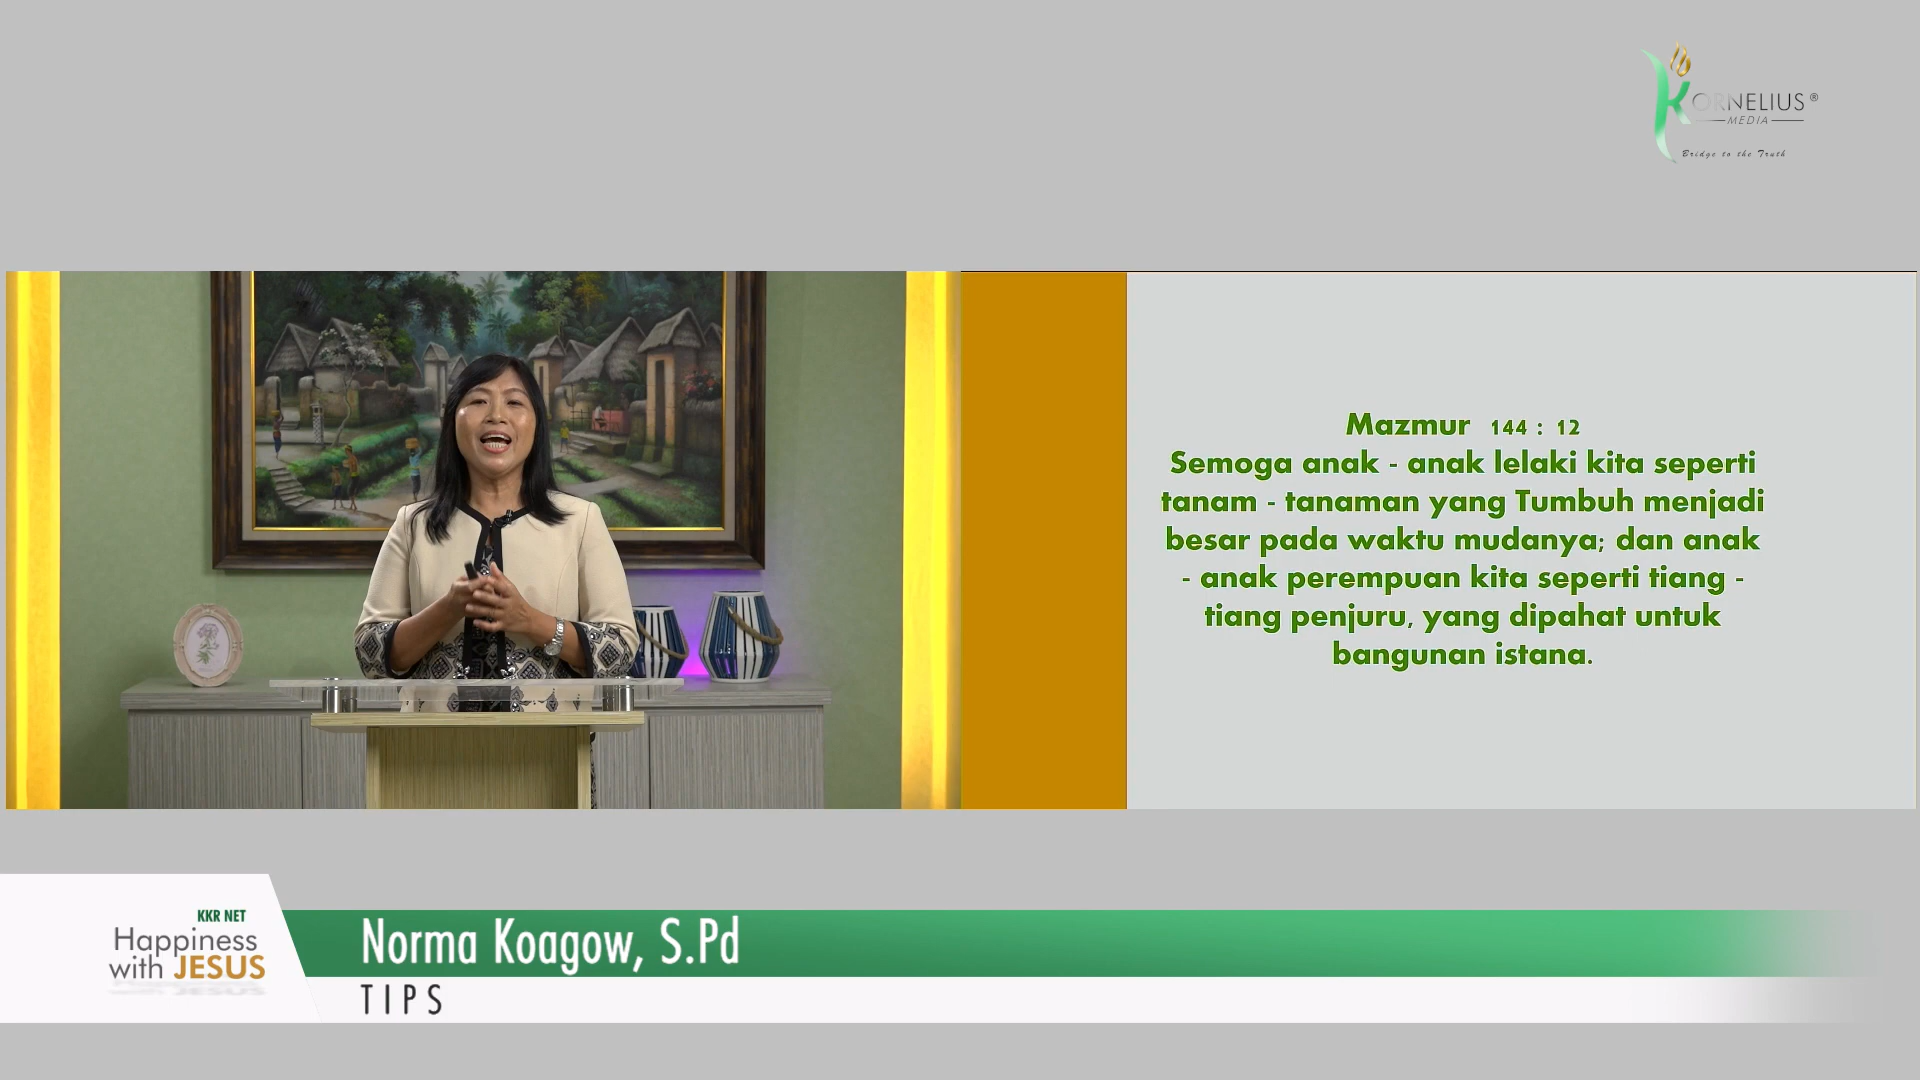 KORNELIUS®
MEDIA
Bridge to the Truth
Mazmur 144 : 12
Semoga anak - anak lelaki kita seperti
tanam - tanaman yang Tumbuh menjadi
besar pada waktu mudanya; dan anak
- anak perempuan kita seperti tiang -
tiang penjuru, yang dipahat untuk
bangunan istana.
KKR NET
Happiness
with JESUS
Norma Koagow, S.Pd
TIPS